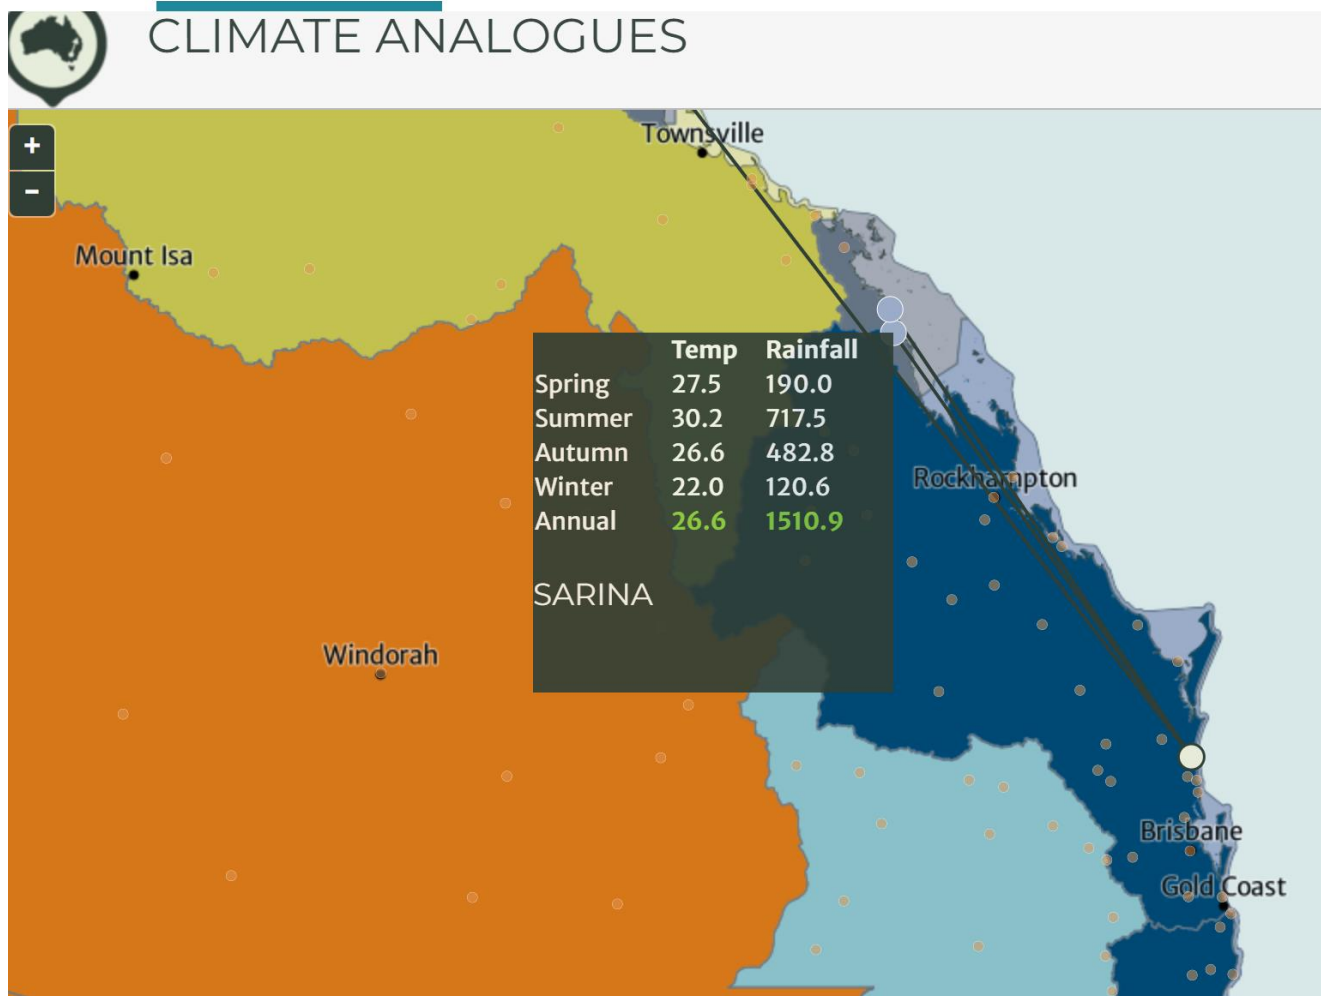 CLIMATE ANALOGUES
Townsville
+
−
Mount Isa
Temp Rainfall
Spring 27.5 190.0
Summer 30.2 717.5
Autumn 26.6 482.8
Winter 22.0 120.6
Annual 26.6 1510.9
Rockhampton
SARINA
Windorah
Brisbane
Gold Coast